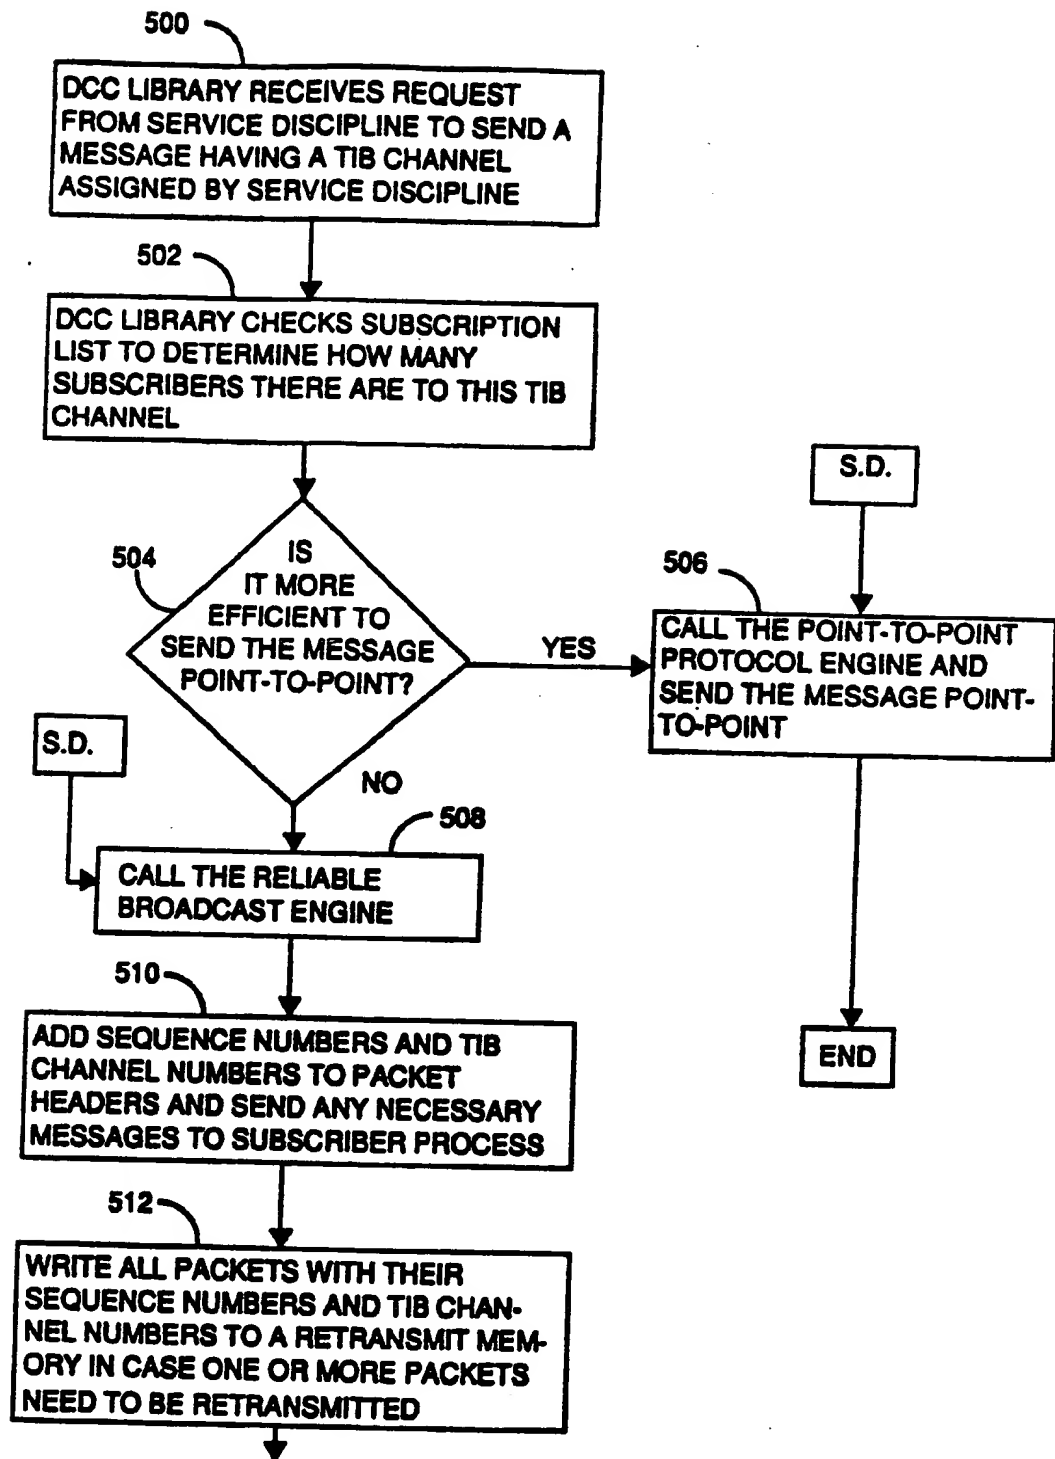 500
DCC LIBRARY RECEIVES REQUEST
FROM SERVICE DISCIPLINE TO SEND A
MESSAGE HAVING A TIB CHANNEL
ASSIGNED BY SERVICE DISCIPLINE
502
DCC LIBRARY CHECKS SUBSCRIPTION
LIST TO DETERMINE HOW MANY
SUBSCRIBERS THERE ARE TO THIS TIB
CHANNEL
504
IS
IT MORE
EFFICIENT TO
SEND THE MESSAGE
POINT-TO-POINT?
YES
S.D.
506
CALL THE POINT-TO-POINT
PROTOCOL ENGINE AND
SEND THE MESSAGE POINT-
TO-POINT
END
NO
S.D.
508
CALL THE RELIABLE
BROADCAST ENGINE
510
ADD SEQUENCE NUMBERS AND TIB
CHANNEL NUMBERS TO PACKET
HEADERS AND SEND ANY NECESSARY
MESSAGES TO SUBSCRIBER PROCESS
512
WRITE ALL PACKETS WITH THEIR
SEQUENCE NUMBERS AND TIB CHAN-
NEL NUMBERS TO A RETRANSMIT MEM-
ORY IN CASE ONE OR MORE PACKETS
NEED TO BE RETRANSMITTED